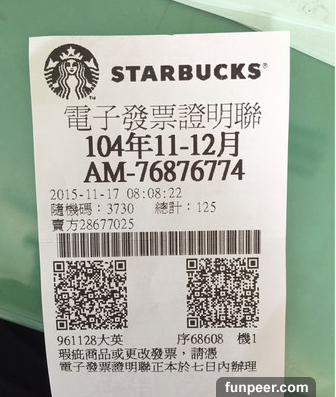 STARBUCKS®
電子發票證明聯
104年11-12月
AM-76876774
2015-11-17 08:08:22
隨機碼：3730 總計：125
賣方28677025
961128大英 序68608 機1
瑕疵商品或更改發票，請憑
電子發票證明聯正本於七日內辦理
funpeer.com